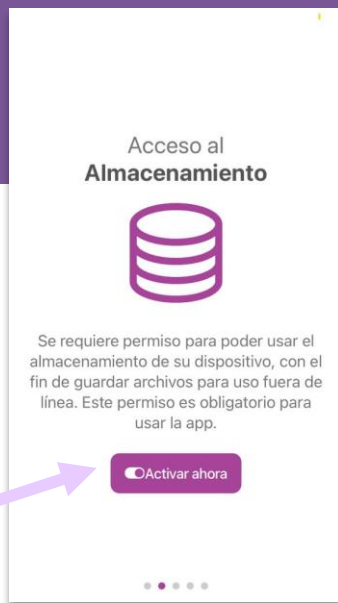 Acceso al
Almacenamiento
Se requiere permiso para poder usar el
almacenamiento de su dispositivo, con el
fin de guardar archivos para uso fuera de
línea. Este permiso es obligatorio para
usar la app.
Activar ahora